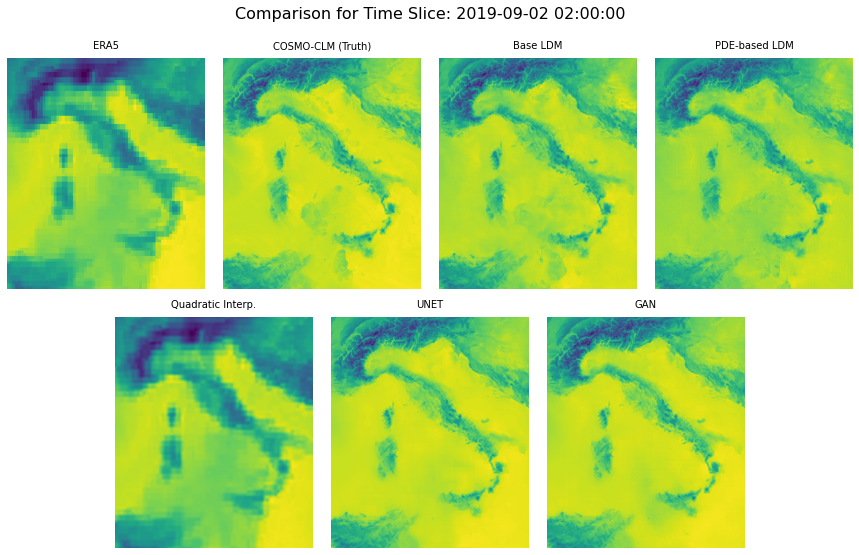 Comparison for Time Slice: 2019-09-02 02:00:00
ERA5
COSMO-CLM (Truth)
Base LDM
PDE-based LDM
Quadratic Interp.
UNET
GAN